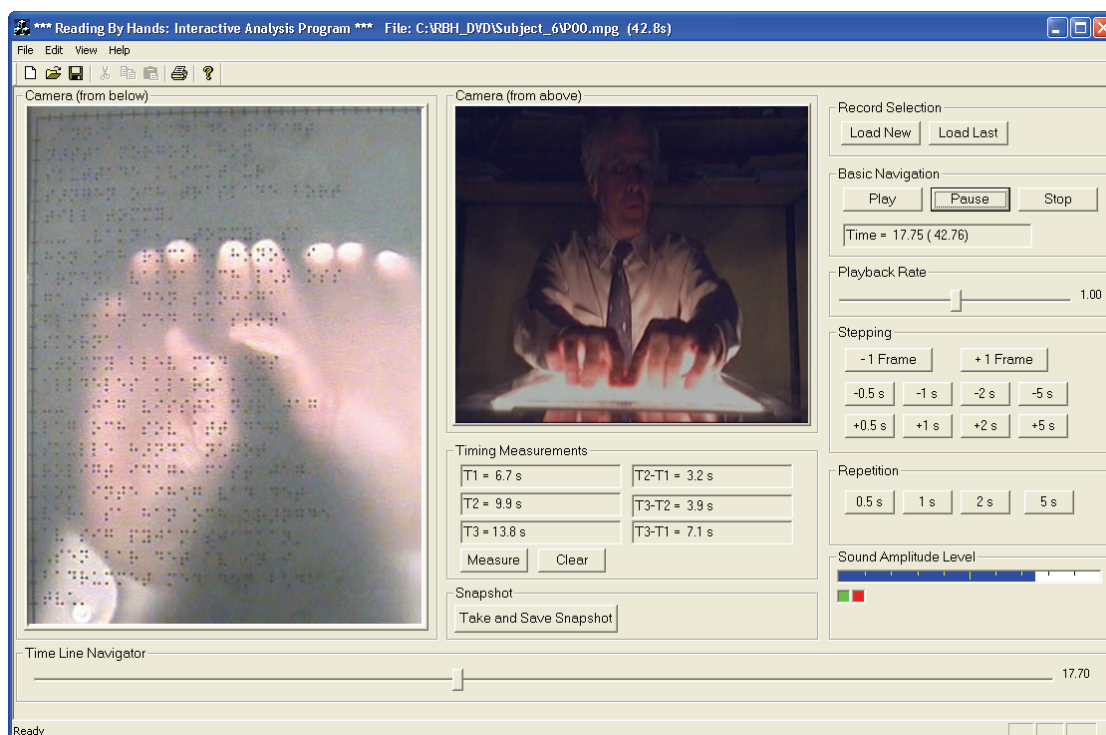 *** Reading By Hands: Interactive Analysis Program *** File: C:\RBH_DVD\Subject_6\P00.mpg (42.8s)
File Edit View Help
Camera (from below)
Camera (from above)
Timing Measurements
T1 = 6.7 s T2-T1 = 3.2 s
T2 = 9.9 s T3-T2 = 3.9 s
T3 = 13.8 s T3-T1 = 7.1 s
Measure Clear
Snapshot
Take and Save Snapshot
Record Selection
Load New Load Last
Basic Navigation
Play Pause Stop
Time = 17.75 ( 42.76)
Playback Rate
1.00
Stepping
- 1 Frame + 1 Frame
-0.5 s -1 s -2 s -5 s
+0.5 s +1 s +2 s +5 s
Repetition
0.5 s 1 s 2 s 5 s
Sound Amplitude Level
Time Line Navigator
17.70
Ready